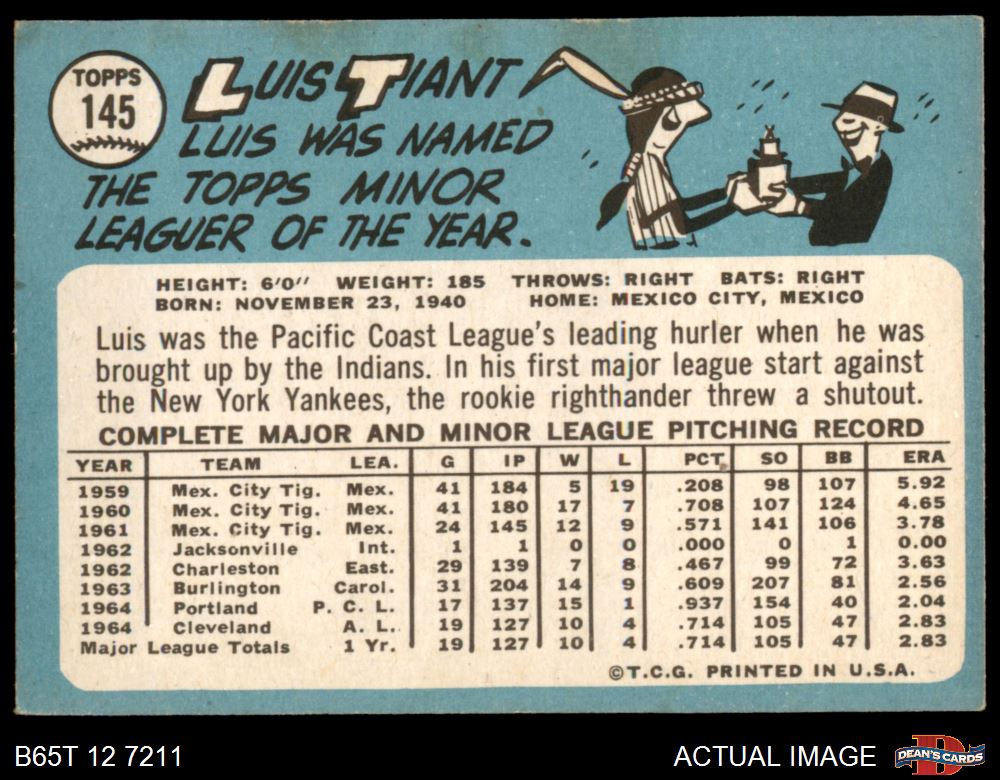 TOPPS
145
LUIS TIANT
LUIS WAS NAMED
THE TOPPS MINOR
LEAGUER OF THE YEAR.
HEIGHT: 6'0" WEIGHT: 185 THROWS: RIGHT BATS: RIGHT
BORN: NOVEMBER 23, 1940 HOME: MEXICO CITY, MEXICO
Luis was the Pacific Coast League's leading hurler when he was
brought up by the Indians. In his first major league start against
the New York Yankees, the rookie righthander threw a shutout.
COMPLETE MAJOR AND MINOR LEAGUE PITCHING RECORD
YEAR TEAM LEA. G IP W L PCT. SO BB ERA
1959 Mex. City Tig. Mex. 41 184 5 19 .208 98 107 5.92
1960 Mex. City Tig. Mex. 41 180 17 7 .708 107 124 4.65
1961 Mex. City Tig. Mex. 24 145 12 9 .571 141 106 3.78
1962 Jacksonville Int. 1 1 0 0 .000 0 1 0.00
1962 Charleston East. 29 139 7 8 .467 99 72 3.63
1963 Burlington Carol. 31 204 14 9 .609 207 81 2.56
1964 Portland P. C. L. 17 137 15 1 .937 154 40 2.04
1964 Cleveland A. L. 19 127 10 4 .714 105 47 2.83
Major League Totals 1 Yr. 19 127 10 4 .714 105 47 2.83
©T.C.G. PRINTED IN U.S.A.
B65T 12 7211 ACTUAL IMAGE DEAN'S CARDS